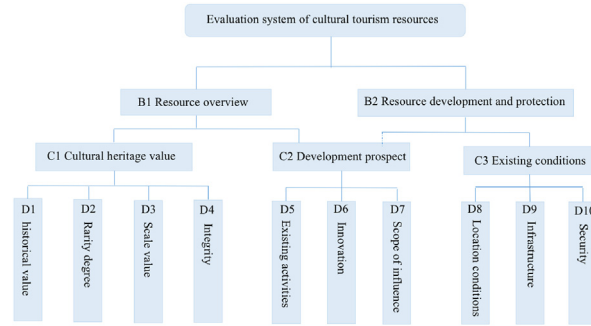 Evaluation system of cultural tourism resources
B1 Resource overview
B2 Resource development and protection
C1 Cultural heritage value
C2 Development prospect
C3 Existing conditions
D1 historical value
D2 Rarity degree
D3 Scale value
D4 Integrity
D5 Existing activities
D6 Innovation
D7 Scope of influence
D8 Location conditions
D9 Infrastructure
D10 Security